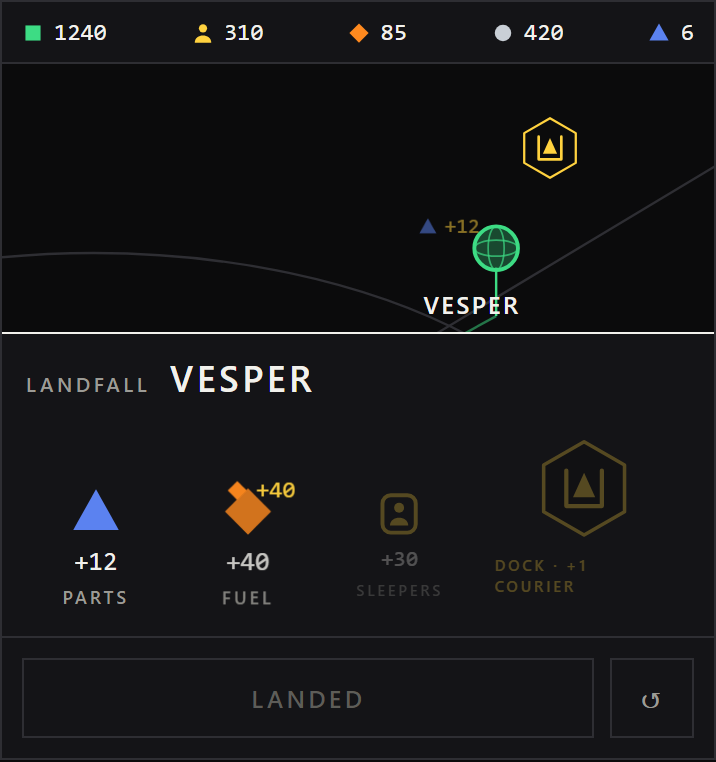 1240 310 85 420 6
+12
VESPER
LANDFALL VESPER
+40
+12 +40 +30
PARTS FUEL SLEEPERS
DOCK · +1
COURIER
LANDED ↺